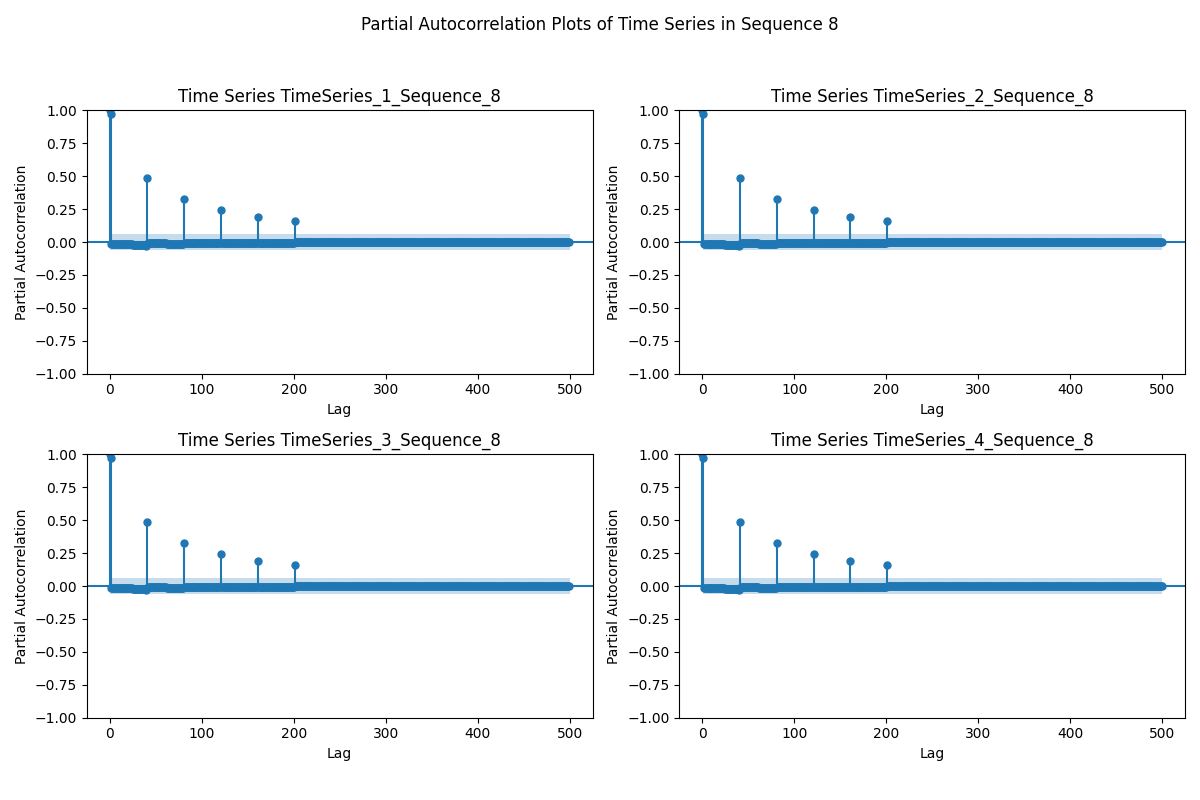 Partial Autocorrelation Plots of Time Series in Sequence 8
Time Series TimeSeries_1_Sequence_8
1.00
0.75
0.50
0.25
0.00
−0.25
−0.50
−0.75
−1.00
Partial Autocorrelation
0 100 200 300 400 500
Lag
Time Series TimeSeries_2_Sequence_8
1.00
0.75
0.50
0.25
0.00
−0.25
−0.50
−0.75
−1.00
Partial Autocorrelation
0 100 200 300 400 500
Lag
Time Series TimeSeries_3_Sequence_8
1.00
0.75
0.50
0.25
0.00
−0.25
−0.50
−0.75
−1.00
Partial Autocorrelation
0 100 200 300 400 500
Lag
Time Series TimeSeries_4_Sequence_8
1.00
0.75
0.50
0.25
0.00
−0.25
−0.50
−0.75
−1.00
Partial Autocorrelation
0 100 200 300 400 500
Lag